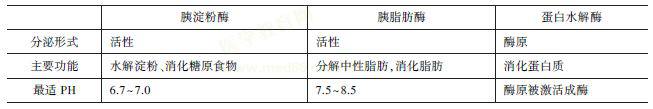 胰淀粉酶 胰脂肪酶 蛋白水解酶
分泌形式 活性 活性 酶原
主要功能 水解淀粉、消化糖原食物 分解中性脂肪,消化脂肪 消化蛋白质
最适 PH 6.7~7.0 7.5~8.5 酶原被激活成酶